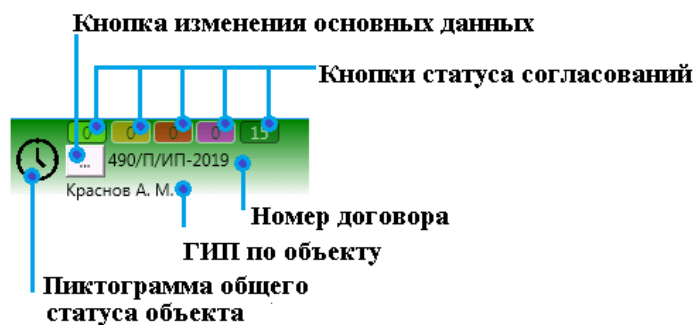 Кнопка изменения основных данных
Кнопки статуса согласований
0 0 0 0 15
... 490/П/ИП-2019
Краснов А. М.
Номер договора
ГИП по объекту
Пиктограмма общего
статуса объекта